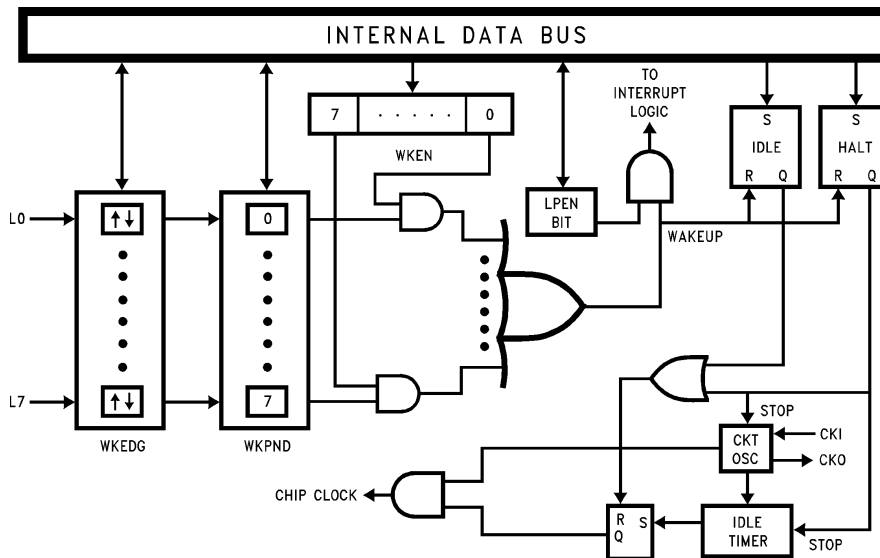 INTERNAL DATA BUS
TO
INTERRUPT
LOGIC
7 · · · · · 0
WKEN
S
IDLE
R Q
S
HALT
R Q
LPEN
BIT
WAKEUP
L0
↑↓
0
L7
↑↓
7
WKEDG
WKPND
STOP
CKT
OSC
CKI
CKO
CHIP CLOCK
R S
Q
IDLE
TIMER
STOP